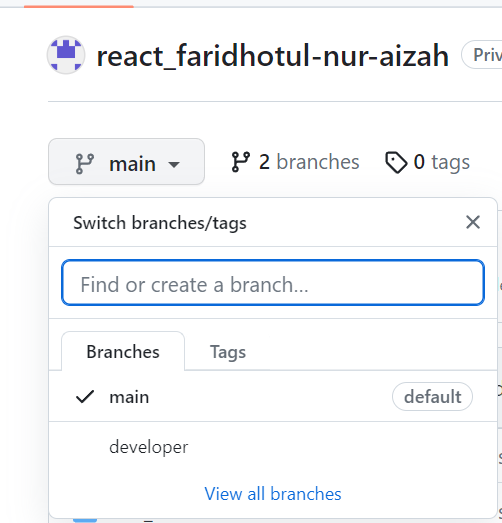 react_faridhotul-nur-aizah Priv
main 2 branches 0 tags
Switch branches/tags
Find or create a branch...
Branches Tags
main default
developer
View all branches